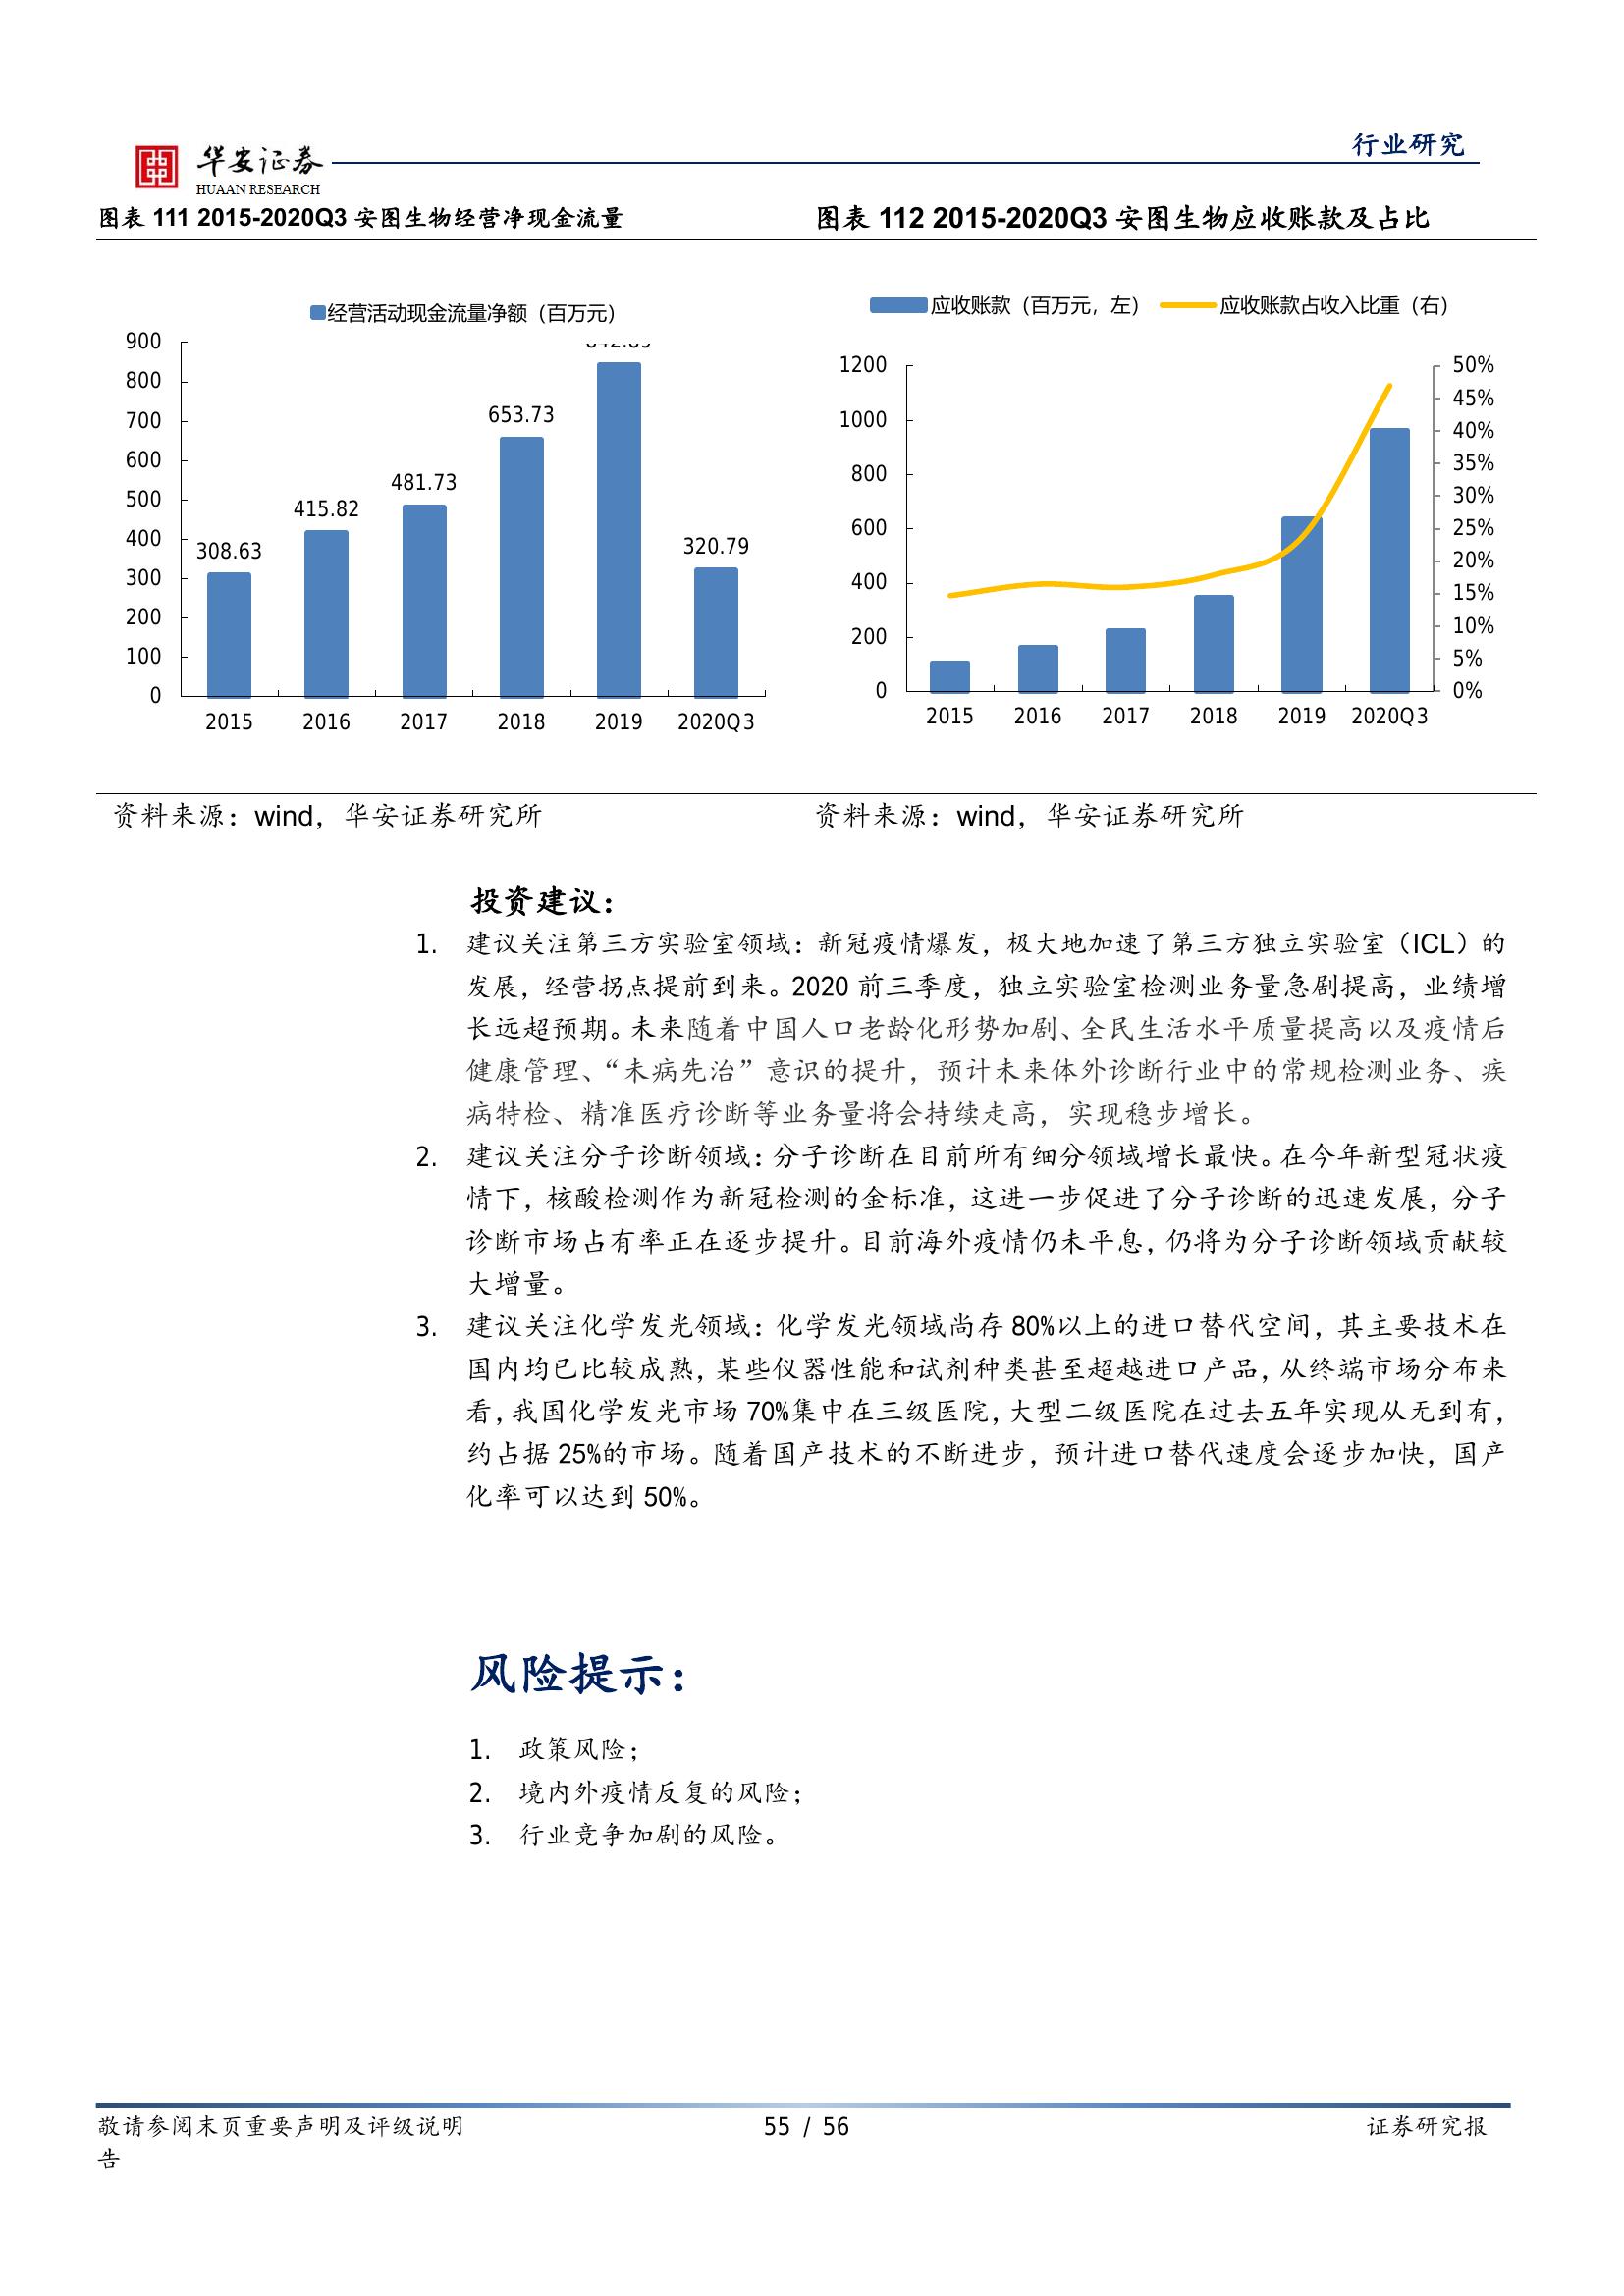 行业研究
华安证券
HUAAN RESEARCH
图表 111 2015-2020Q3 安图生物经营净现金流量
图表 112 2015-2020Q3 安图生物应收账款及占比
经营活动现金流量净额（百万元）
900
800
700
600
500
400
300
200
100
0
308.63
415.82
481.73
653.73
320.79
2015 2016 2017 2018 2019 2020Q3
应收账款（百万元，左） 应收账款占收入比重（右）
1200
1000
800
600
400
200
0
50%
45%
40%
35%
30%
25%
20%
15%
10%
5%
0%
2015 2016 2017 2018 2019 2020Q3
资料来源：wind，华安证券研究所
资料来源：wind，华安证券研究所
投资建议：
1. 建议关注第三方实验室领域：新冠疫情爆发，极大地加速了第三方独立实验室（ICL）的
发展，经营拐点提前到来。2020 前三季度，独立实验室检测业务量急剧提高，业绩增
长远超预期。未来随着中国人口老龄化形势加剧、全民生活水平质量提高以及疫情后
健康管理、“未病先治”意识的提升，预计未来体外诊断行业中的常规检测业务、疾
病特检、精准医疗诊断等业务量将会持续走高，实现稳步增长。
2. 建议关注分子诊断领域：分子诊断在目前所有细分领域增长最快。在今年新型冠状疫
情下，核酸检测作为新冠检测的金标准，这进一步促进了分子诊断的迅速发展，分子
诊断市场占有率正在逐步提升。目前海外疫情仍未平息，仍将为分子诊断领域贡献较
大增量。
3. 建议关注化学发光领域：化学发光领域尚存 80%以上的进口替代空间，其主要技术在
国内均已比较成熟，某些仪器性能和试剂种类甚至超越进口产品，从终端市场分布来
看，我国化学发光市场 70%集中在三级医院，大型二级医院在过去五年实现从无到有，
约占据 25%的市场。随着国产技术的不断进步，预计进口替代速度会逐步加快，国产
化率可以达到 50%。
风险提示：
1. 政策风险；
2. 境内外疫情反复的风险；
3. 行业竞争加剧的风险。
敬请参阅末页重要声明及评级说明 55 / 56 证券研究报
告